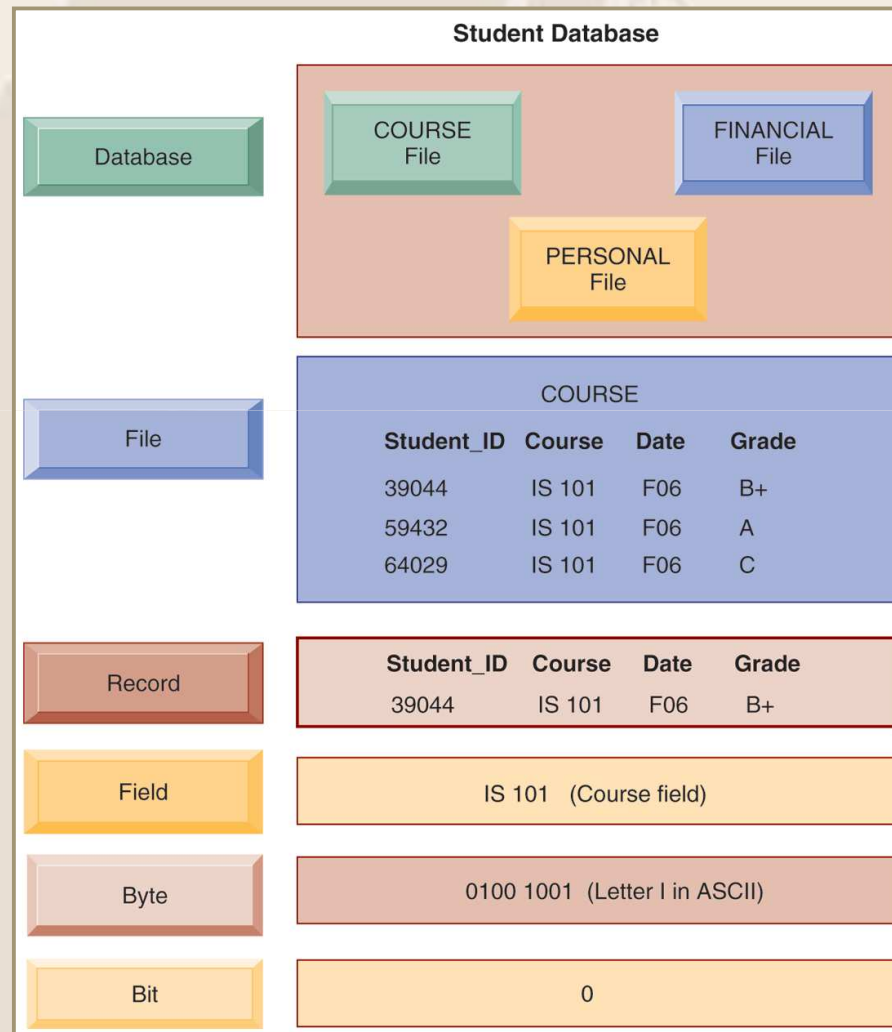 Student Database
Database
COURSE
File
FINANCIAL
File
PERSONAL
File
File
COURSE
Student_ID Course Date Grade
39044 IS 101 F06 B+
59432 IS 101 F06 A
64029 IS 101 F06 C
Record
Student_ID Course Date Grade
39044 IS 101 F06 B+
Field
IS 101 (Course field)
Byte
0100 1001 (Letter I in ASCII)
Bit
0